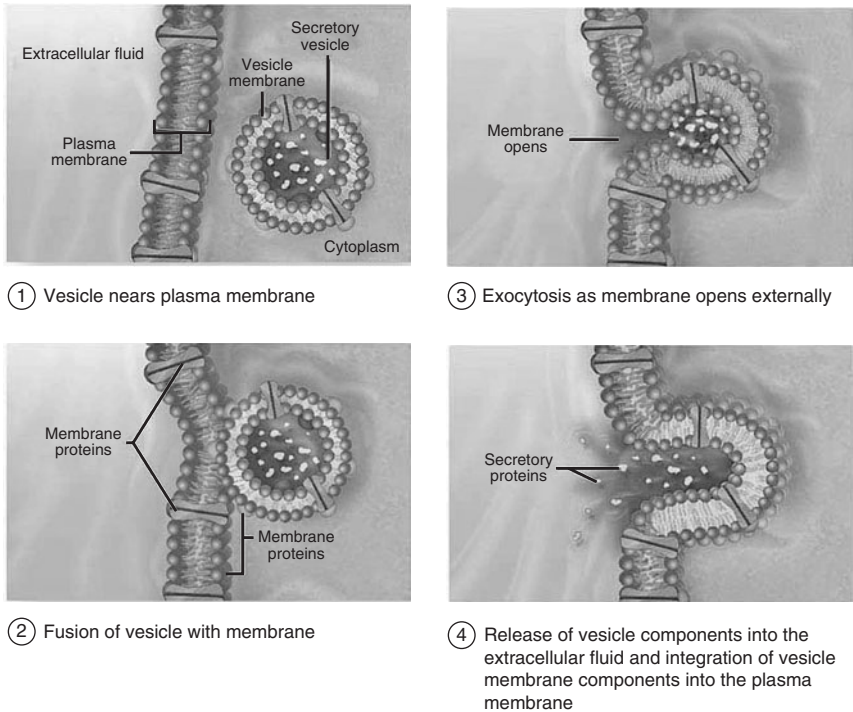 Extracellular fluid
Secretory
vesicle
Vesicle
membrane
Plasma
membrane
Cytoplasm
1 Vesicle nears plasma membrane
Membrane
proteins
Membrane
proteins
2 Fusion of vesicle with membrane
Membrane
opens
3 Exocytosis as membrane opens externally
Secretory
proteins
4 Release of vesicle components into the
extracellular fluid and integration of vesicle
membrane components into the plasma
membrane